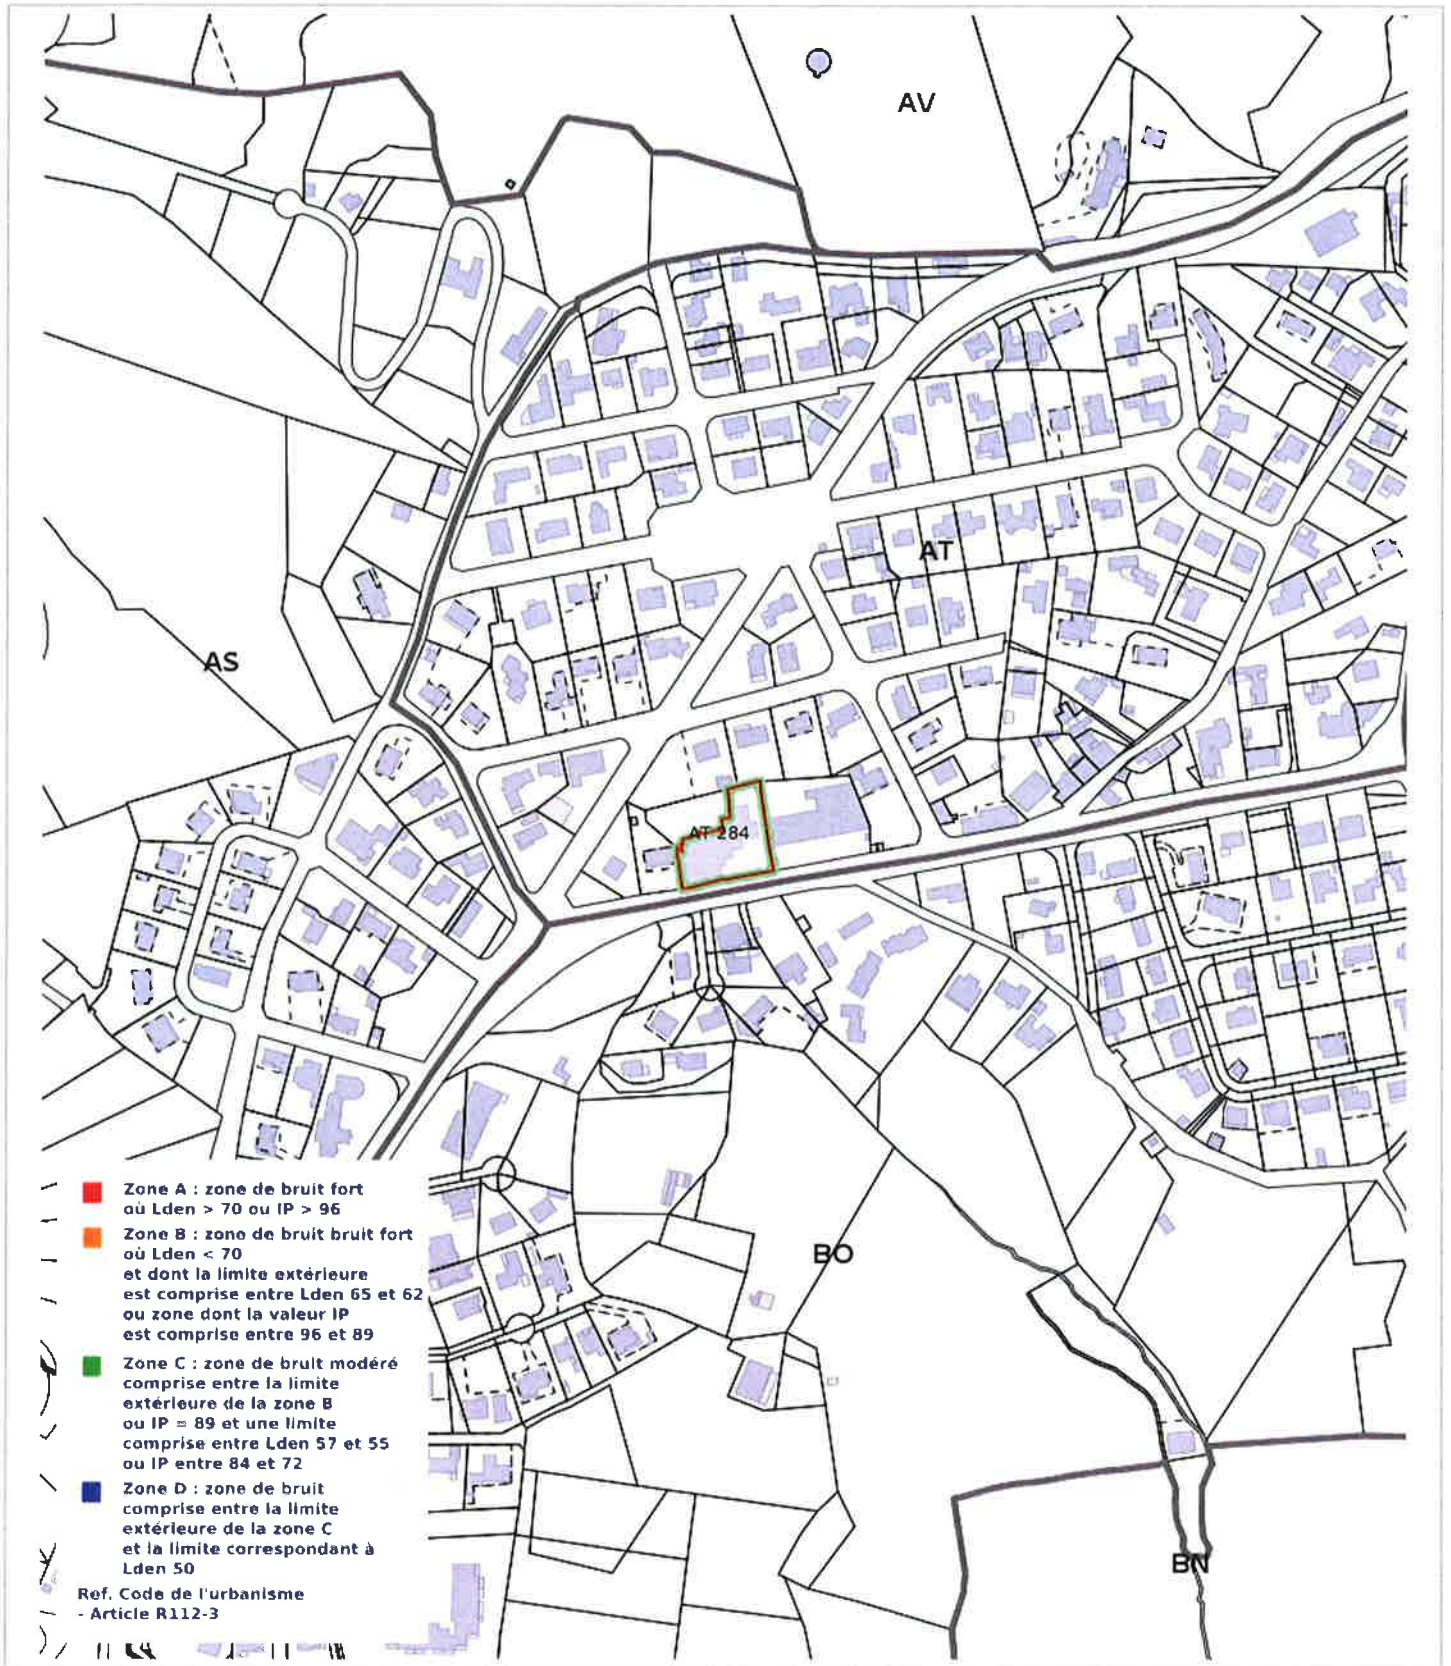 AV
AT
AS
AT 284
Zone A : zone de bruit fort
où Lden > 70 ou IP > 96
Zone B : zone de bruit bruit fort
où Lden < 70
et dont la limite extérieure
est comprise entre Lden 65 et 62
ou zone dont la valeur IP
est comprise entre 96 et 89
BO
Zone C : zone de bruit modéré
comprise entre la limite
extérieure de la zone B
ou IP = 89 et une limite
comprise entre Lden 57 et 55
ou IP entre 84 et 72
Zone D : zone de bruit
comprise entre la limite
extérieure de la zone C
et la limite correspondant à
Lden 50
BN
Ref. Code de l'urbanisme
- Article R112-3